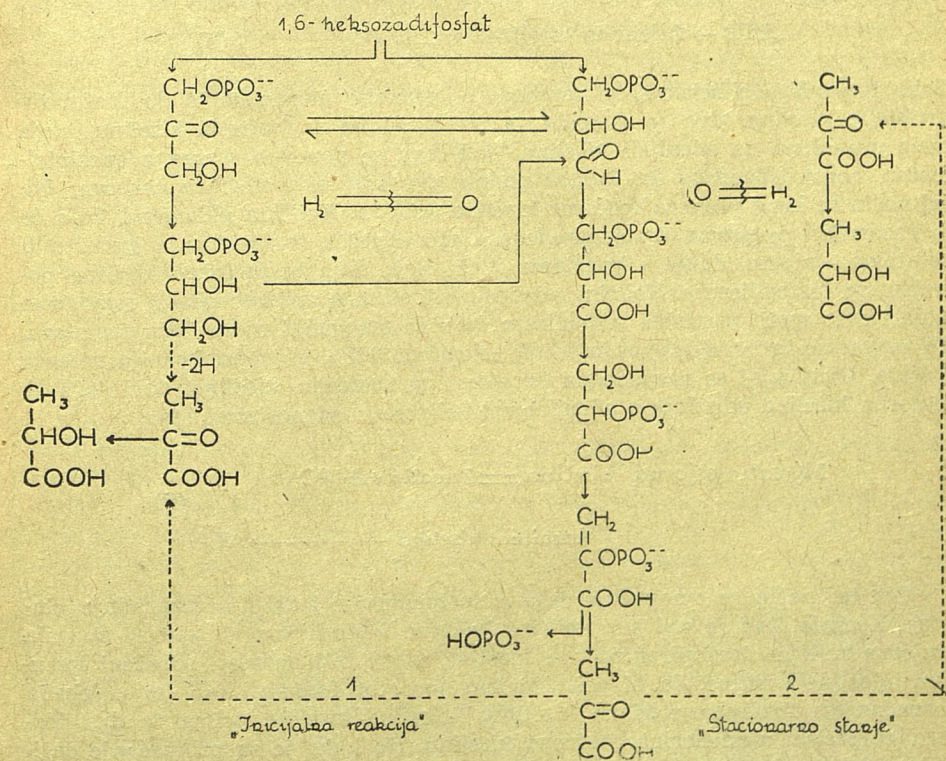 1,6-heksozadifosfat
CH₂OPO₃⁻⁻
C=O
CH₂OH
H₂ O
CH₂OPO₃⁻⁻
CHOH
CH₂OH
-2H
CH₃
C=O
COOH
CH₃
CHOH
COOH
CH₂OPO₃⁻⁻
CHOH
C O
H
CH₂OPO₃⁻⁻
CHOH
COOH
CH₂OH
CHOPO₃⁻⁻
COOH
CH₂
COPO₃⁻⁻
COOH
HOPO₃⁻⁻
CH₃
C=O
COOH
O H₂
CH₃
C=O
COOH
CH₃
CHOH
COOH
1
„Inicijalna reakcija"
2
„Stacionarno stanje"